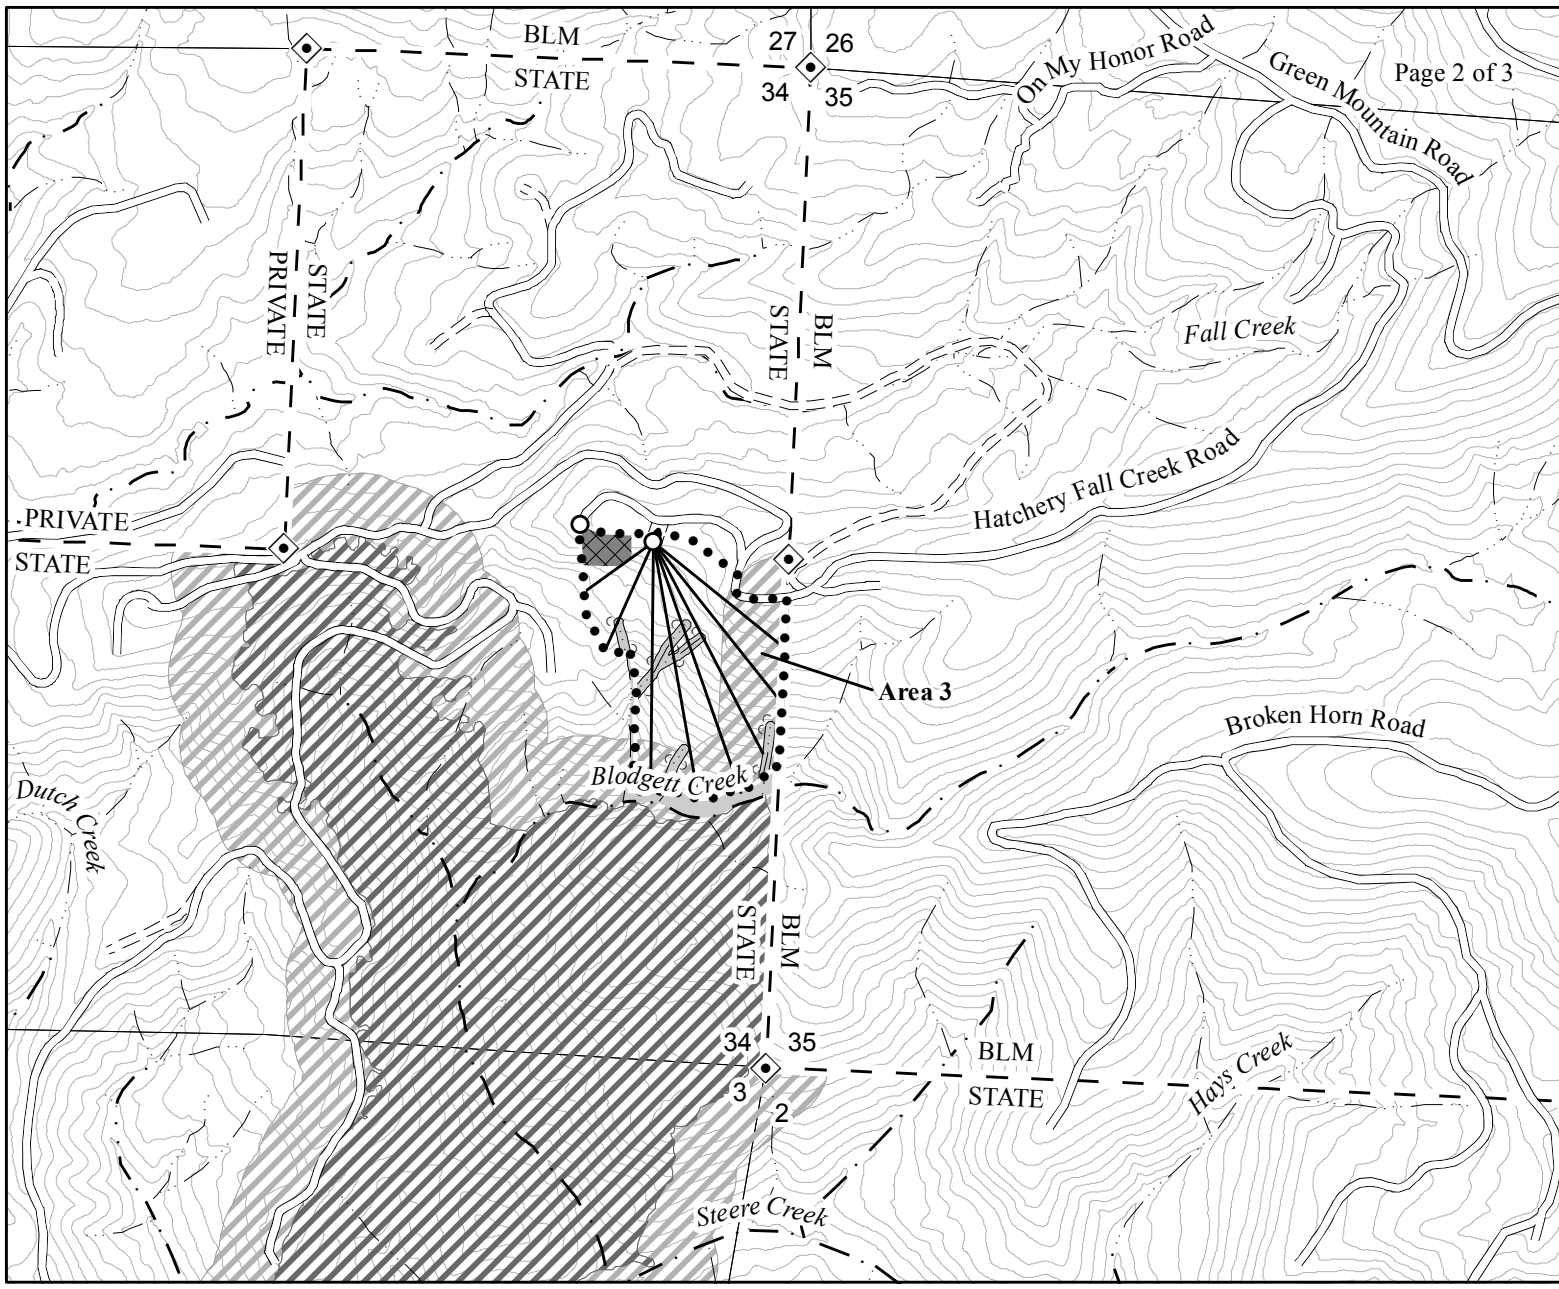 BLM
STATE
27 26
34 35
On My Honor Road
Green Mountain Road
Page 2 of 3
PRIVATE
STATE
STATE
BLM
Fall Creek
Hatchery Fall Creek Road
PRIVATE
STATE
Area 3
Broken Horn Road
Blodgett Creek
Dutch Creek
STATE
BLM
34 35
3 2
BLM
STATE
Hays Creek
Steere Creek